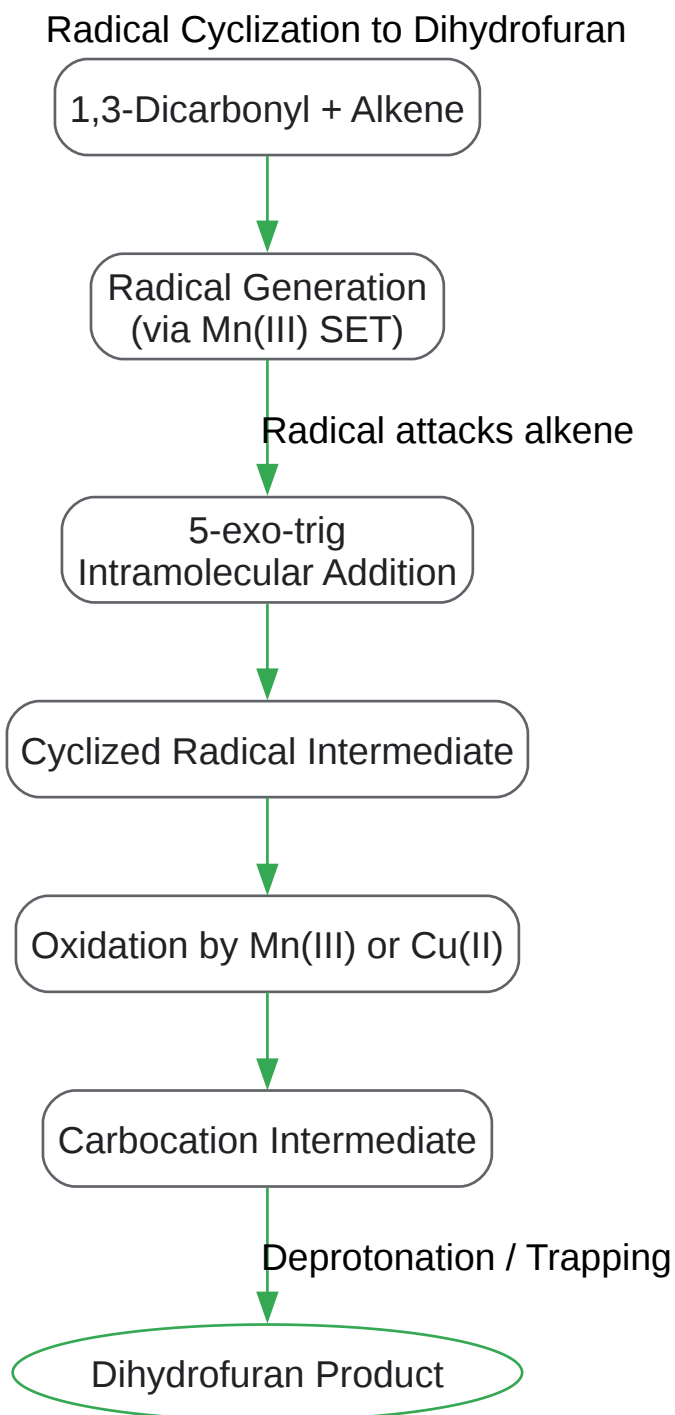 Radical Cyclization to Dihydrofuran
1,3-Dicarbonyl + Alkene
Radical Generation
(via Mn(III) SET)
Radical attacks alkene
5-exo-trig
Intramolecular Addition
Cyclized Radical Intermediate
Oxidation by Mn(III) or Cu(II)
Carbocation Intermediate
Deprotonation / Trapping
Dihydrofuran Product